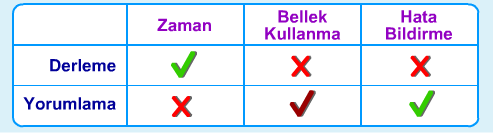 Zaman
Bellek Kullanma
Hata Bildirme
Derleme
Yorumlama